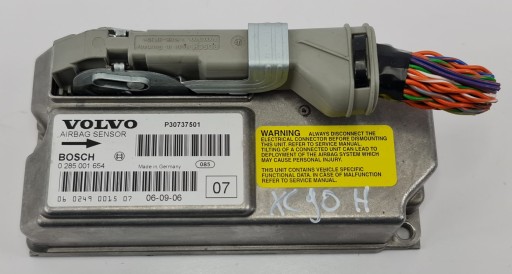 VOLVO
AIRBAG SENSOR
P30737501
BOSCH
0 285 001 654
Made in Germany
085
06 0249 0015 07
06-09-06
07
WARNING ALWAYS DISCONNECT THE
ELECTRICAL CONNECTOR BEFORE DISMOUNTING
THIS UNIT. REFER TO SERVICE MANUAL.
TILTING OF A CONNECTED UNIT CAN LEAD TO
DEPLOYMENT OF THE AIRBAG SYSTEM WHICH
MAY CAUSE PERSONAL INJURY.
THIS UNIT CONTAINS VEHICLE SPECIFIC
FUNCTIONAL DATA. IN CASE OF MALFUNCTION
REFER TO SERVICE MANUAL.
XC90 H